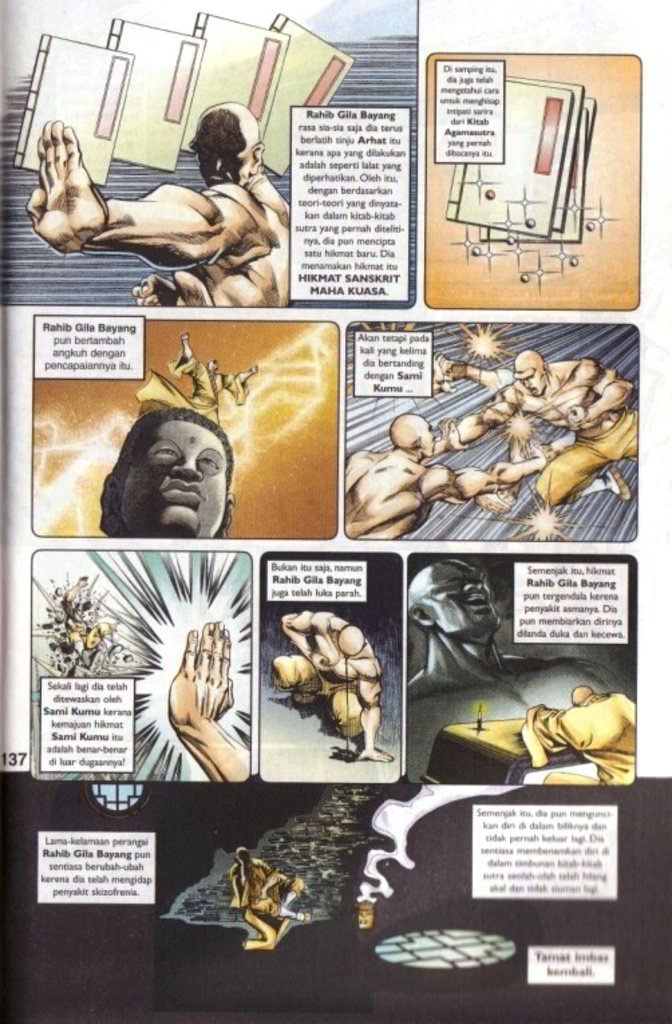 Rahib Gila Bayang
rasa sia-sia saja dia terus
berlatih tinju Arhat itu
kerana apa yang dilakukan
adalah seperti lalat yang
diperhatikan. Oleh itu,
dengan berdasarkan
teori-teori yang dinyata-
kan dalam kitab-kitab
sutra yang pernah diteliti-
nya, dia pun mencipta
satu hikmat baru. Dia
menamakan hikmat itu
HIKMAT SANSKRIT
MAHA KUASA.
Di samping itu,
dia juga telah
mengetahui cara
untuk menghisap
intipati sarira
dari Kitab
Agamasutra
yang pernah
dibacanya itu.
Rahib Gila Bayang
pun bertambah
angkuh dengan
pencapaiannya itu.
Akan tetapi pada
kali yang kelima
dia bertanding
dengan Sami
Kumu ...
Sekali lagi dia telah
ditewaskan oleh
Sami Kumu kerana
kemajuan hikmat
Sami Kumu itu
adalah benar-benar
di luar dugaannya!
Bukan itu saja, namun
Rahib Gila Bayang
juga telah luka parah.
Semenjak itu, hikmat
Rahib Gila Bayang
pun tergendala kerena
penyakit asmanya. Dia
pun membiarkan dirinya
dilanda duka dan kecewa.
137
Lama-kelamaan perangai
Rahib Gila Bayang pun
sentiasa berubah-ubah
kerena dia telah mengidap
penyakit skizofrenia.
Semenjak itu, dia pun mengunci-
kan diri di dalam biliknya dan
tidak pernah keluar lagi. Dia
sentiasa membenamkan diri di
dalam timbunan kitab-kitab
sutra seolah-olah telah hilang
akal dan tidak siuman lagi.
Tamat imbas
kembali.